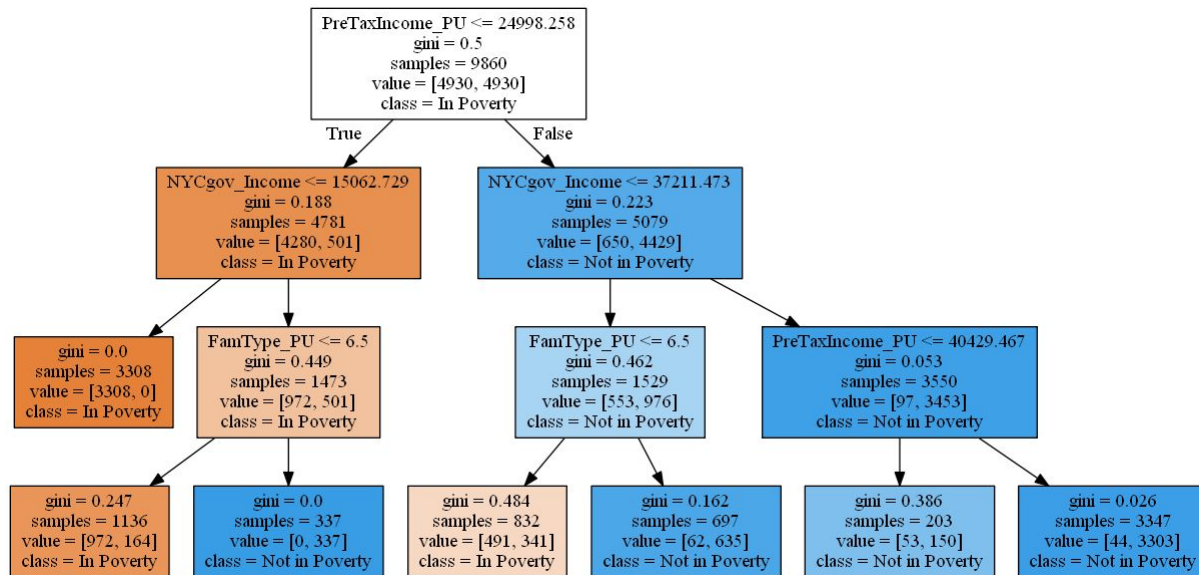 PreTaxIncome_PU <= 24998.258
gini = 0.5
samples = 9860
value = [4930, 4930]
class = In Poverty
True
False
NYCgov_Income <= 15062.729
gini = 0.188
samples = 4781
value = [4280, 501]
class = In Poverty
NYCgov_Income <= 37211.473
gini = 0.223
samples = 5079
value = [650, 4429]
class = Not in Poverty
gini = 0.0
samples = 3308
value = [3308, 0]
class = In Poverty
FamType_PU <= 6.5
gini = 0.449
samples = 1473
value = [972, 501]
class = In Poverty
FamType_PU <= 6.5
gini = 0.462
samples = 1529
value = [553, 976]
class = Not in Poverty
PreTaxIncome_PU <= 40429.467
gini = 0.053
samples = 3550
value = [97, 3453]
class = Not in Poverty
gini = 0.247
samples = 1136
value = [972, 164]
class = In Poverty
gini = 0.0
samples = 337
value = [0, 337]
class = Not in Poverty
gini = 0.484
samples = 832
value = [491, 341]
class = In Poverty
gini = 0.162
samples = 697
value = [62, 635]
class = Not in Poverty
gini = 0.386
samples = 203
value = [53, 150]
class = Not in Poverty
gini = 0.026
samples = 3347
value = [44, 3303]
class = Not in Poverty